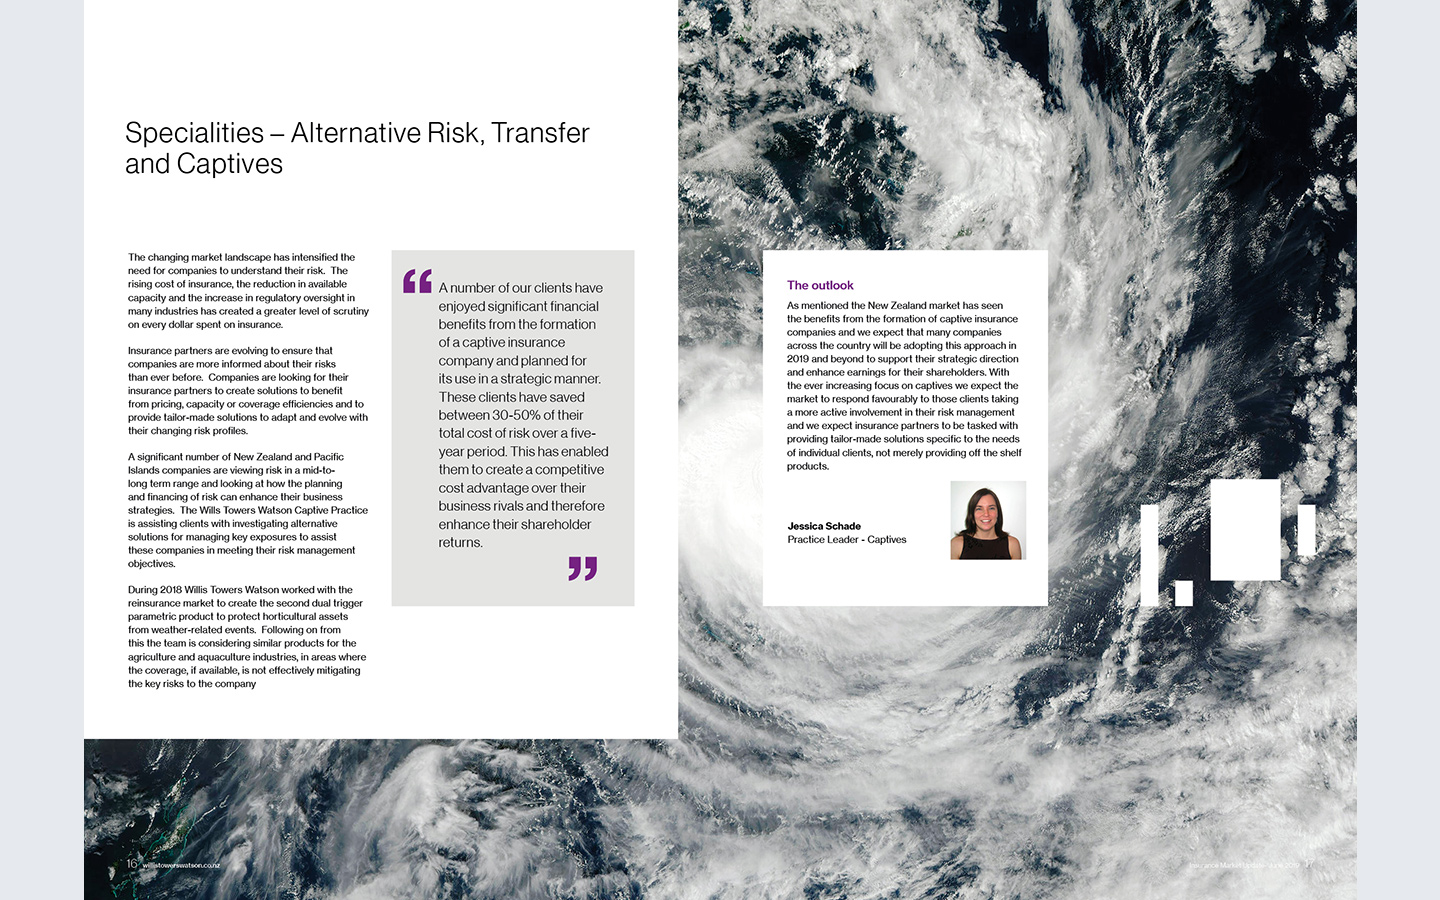 Specialities – Alternative Risk, Transfer
and Captives
The changing market landscape has intensified the
need for companies to understand their risk. The
rising cost of insurance, the reduction in available
capacity and the increase in regulatory oversight in
many industries has created a greater level of scrutiny
on every dollar spent on insurance.
Insurance partners are evolving to ensure that
companies are more informed about their risks
than ever before. Companies are looking for their
insurance partners to create solutions to benefit
from pricing, capacity or coverage efficiencies and to
provide tailor-made solutions to adapt and evolve with
their changing risk profiles.
A significant number of New Zealand and Pacific
Islands companies are viewing risk in a mid-to-
long term range and looking at how the planning
and financing of risk can enhance their business
strategies. The Wills Towers Watson Captive Practice
is assisting clients with investigating alternative
solutions for managing key exposures to assist
these companies in meeting their risk management
objectives.
During 2018 Willis Towers Watson worked with the
reinsurance market to create the second dual trigger
parametric product to protect horticultural assets
from weather-related events. Following on from
this the team is considering similar products for the
agriculture and aquaculture industries, in areas where
the coverage, if available, is not effectively mitigating
the key risks to the company
“ A number of our clients have
enjoyed significant financial
benefits from the formation
of a captive insurance
company and planned for
its use in a strategic manner.
These clients have saved
between 30-50% of their
total cost of risk over a five-
year period. This has enabled
them to create a competitive
cost advantage over their
business rivals and therefore
enhance their shareholder
returns.
”
The outlook
As mentioned the New Zealand market has seen
the benefits from the formation of captive insurance
companies and we expect that many companies
across the country will be adopting this approach in
2019 and beyond to support their strategic direction
and enhance earnings for their shareholders. With
the ever increasing focus on captives we expect the
market to respond favourably to those clients taking
a more active involvement in their risk management
and we expect insurance partners to be tasked with
providing tailor-made solutions specific to the needs
of individual clients, not merely providing off the shelf
products.
Jessica Schade
Practice Leader - Captives
16 willistowerswatson.co.nz
Insurance Market 17